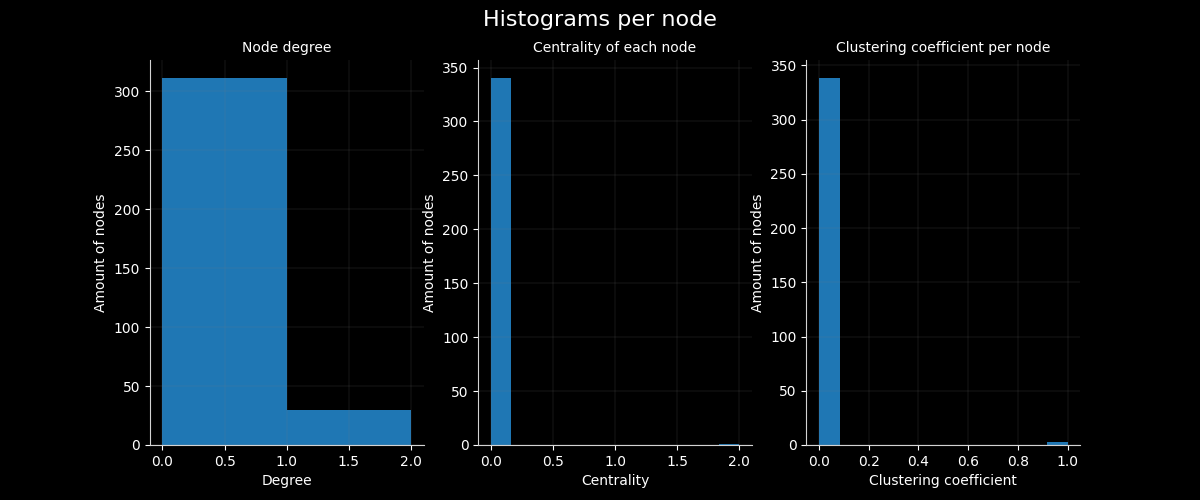 Histograms per node
Node degree
Centrality of each node
Clustering coefficient per node
Amount of nodes
300
250
200
150
100
50
0
0.0 0.5 1.0 1.5 2.0
Degree
Amount of nodes
350
300
250
200
150
100
50
0
0.0 0.5 1.0 1.5 2.0
Centrality
Amount of nodes
350
300
250
200
150
100
50
0
0.0 0.2 0.4 0.6 0.8 1.0
Clustering coefficient